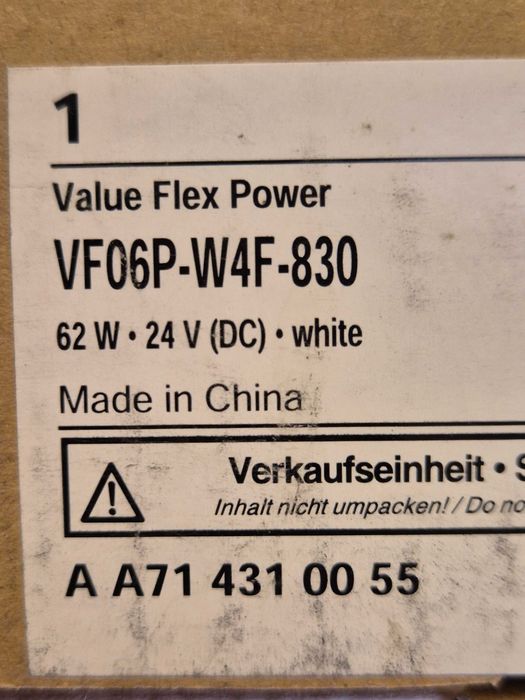 1
Value Flex Power
VF06P-W4F-830
62 W • 24 V (DC) • white
Made in China
Verkaufseinheit • S
Inhalt nicht umpacken! / Do no
A A71 431 00 55